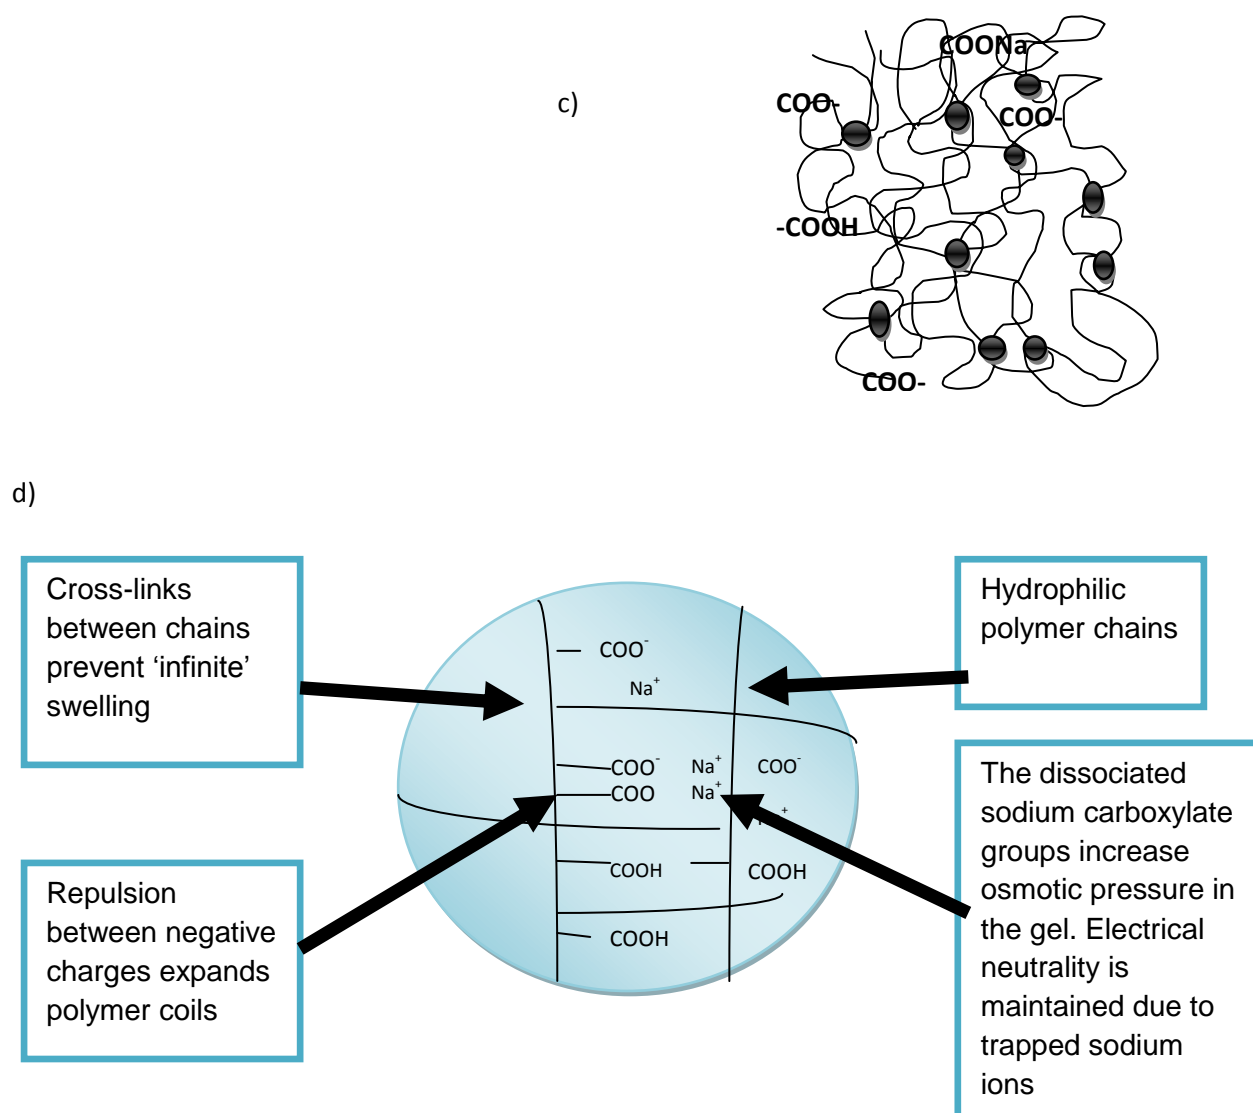 c)
COONa
COO-
COO-
-COOH
COO-
d)
Cross-links
between chains
prevent ‘infinite’
swelling
Hydrophilic
polymer chains
COO⁻
Na⁺
COO⁻ Na⁺ COO⁻
COO Na⁺
⁺
COOH COOH
COOH
Repulsion
between negative
charges expands
polymer coils
The dissociated
sodium carboxylate
groups increase
osmotic pressure in
the gel. Electrical
neutrality is
maintained due to
trapped sodium
ions